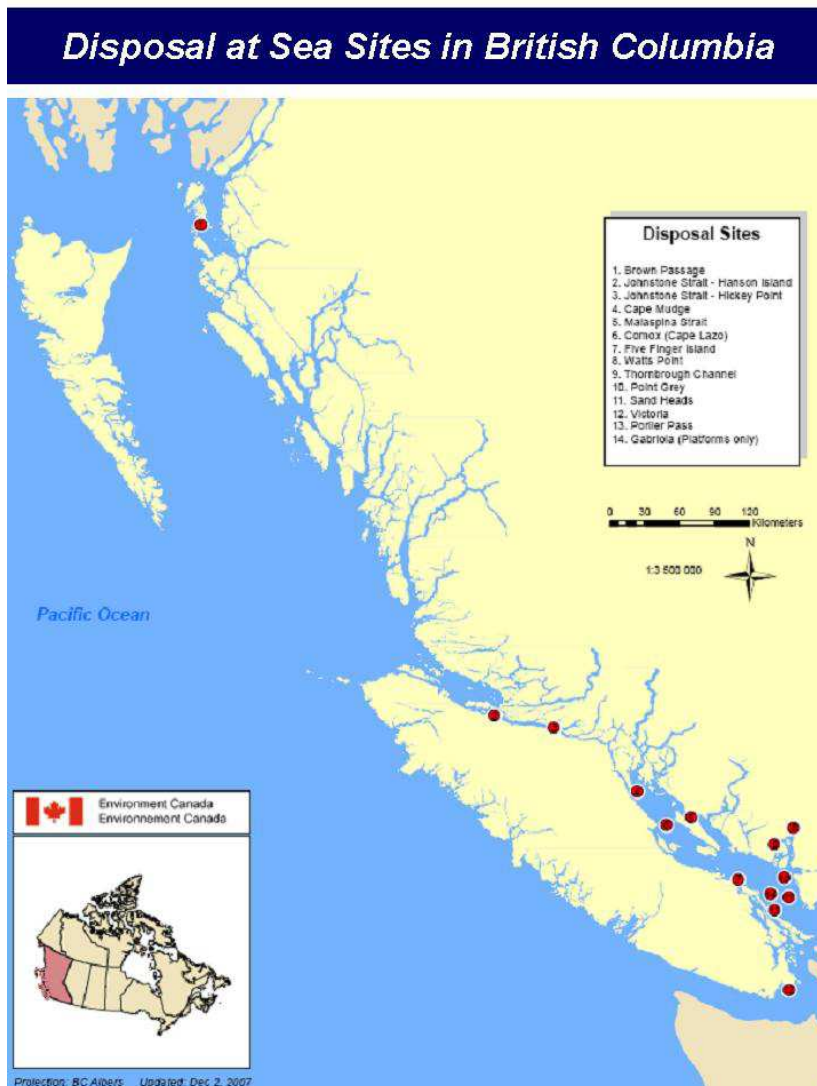 Disposal at Sea Sites in British Columbia
Disposal Sites
1. Brown Passage
2. Johnstone Strait - Hanson Island
3. Johnstone Strait - Hickey Point
4. Cape Mudge
5. Malaspina Strait
6. Comox (Cape Lazo)
7. Five Finger Island
8. Watts Point
9. Thornbrough Channel
10. Point Grey
11. Sand Heads
12. Victoria
13. Porlier Pass
14. Gabriola (Platforms only)
0 30 60 90 120
Kilometers
N
1:3 500 000
Pacific Ocean
Environment Canada
Environnement Canada
Projection: BC Albers Updated: Dec 2, 2007